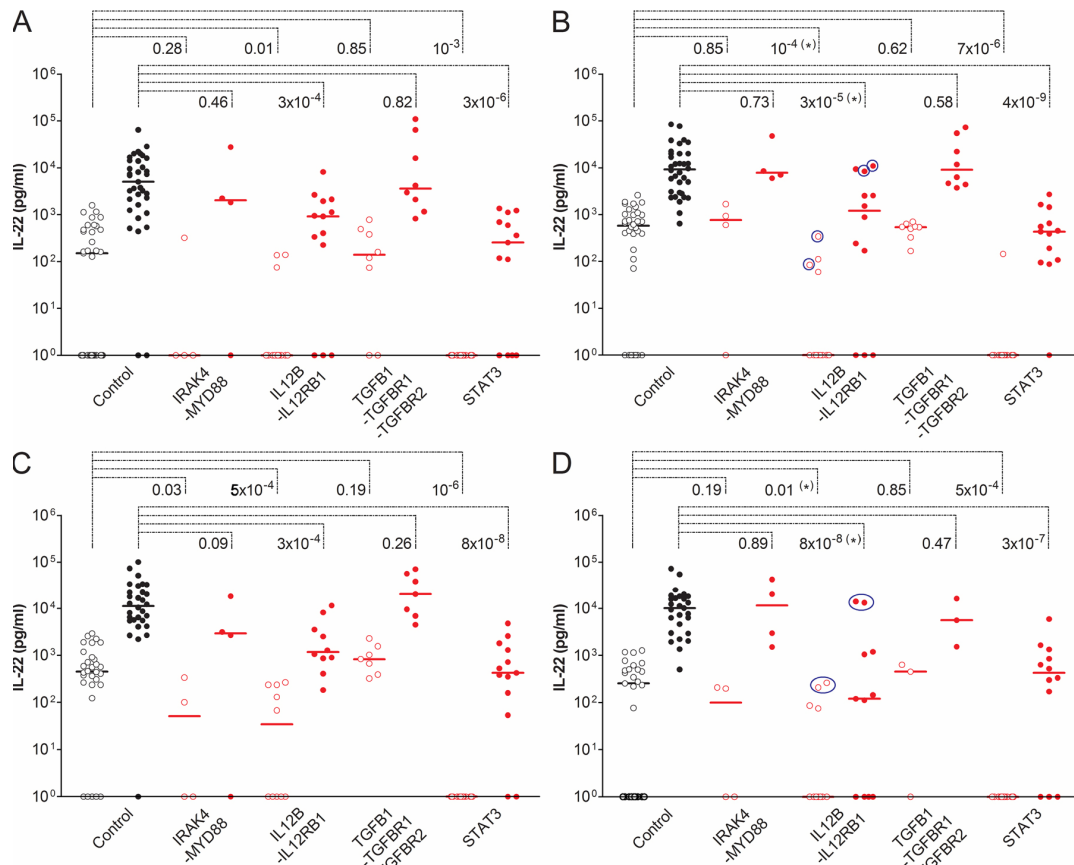 A
0.28 0.01 0.85 10-3
0.46 3x10-4 0.82 3x10-6
IL-22 (pg/ml)
106
105
104
103
102
101
100
Control
IRAK4
-MYD88
IL12B
-IL12RB1
TGFB1
-TGFBR1
-TGFBR2
STAT3
B
0.85 10-4 (*) 0.62 7x10-6
0.73 3x10-5 (*) 0.58 4x10-9
IL-22 (pg/ml)
106
105
104
103
102
101
100
Control
IRAK4
-MYD88
IL12B
-IL12RB1
TGFB1
-TGFBR1
-TGFBR2
STAT3
C
0.03 5x10-4 0.19 10-6
0.09 3x10-4 0.26 8x10-8
IL-22 (pg/ml)
106
105
104
103
102
101
100
Control
IRAK4
-MYD88
IL12B
-IL12RB1
TGFB1
-TGFBR1
-TGFBR2
STAT3
D
0.19 0.01 (*) 0.85 5x10-4
0.89 8x10-8 (*) 0.47 3x10-7
IL-22 (pg/ml)
106
105
104
103
102
101
100
Control
IRAK4
-MYD88
IL12B
-IL12RB1
TGFB1
-TGFBR1
-TGFBR2
STAT3